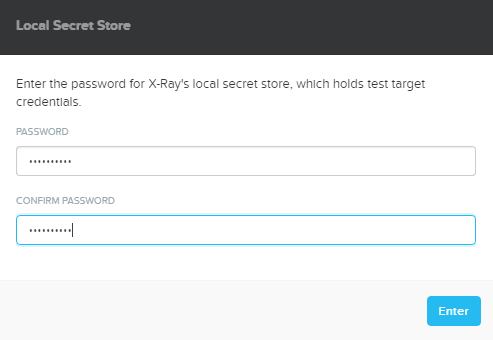 Local Secret Store
Enter the password for X-Ray's local secret store, which holds test target
credentials.
PASSWORD
••••••••••
CONFIRM PASSWORD
••••••••••
Enter